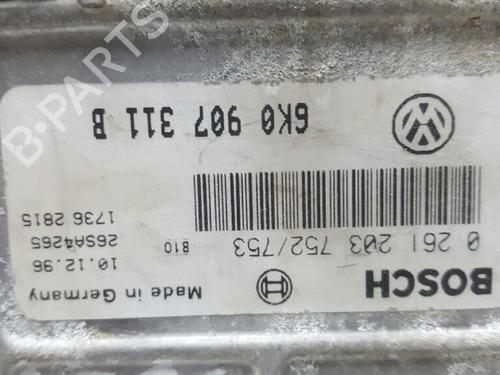 BOSCH
Made in Germany
0 261 203 752/753
B10
10.12.96
26SA4265
1736 2815
6K0 907 311 B
B-PARTS